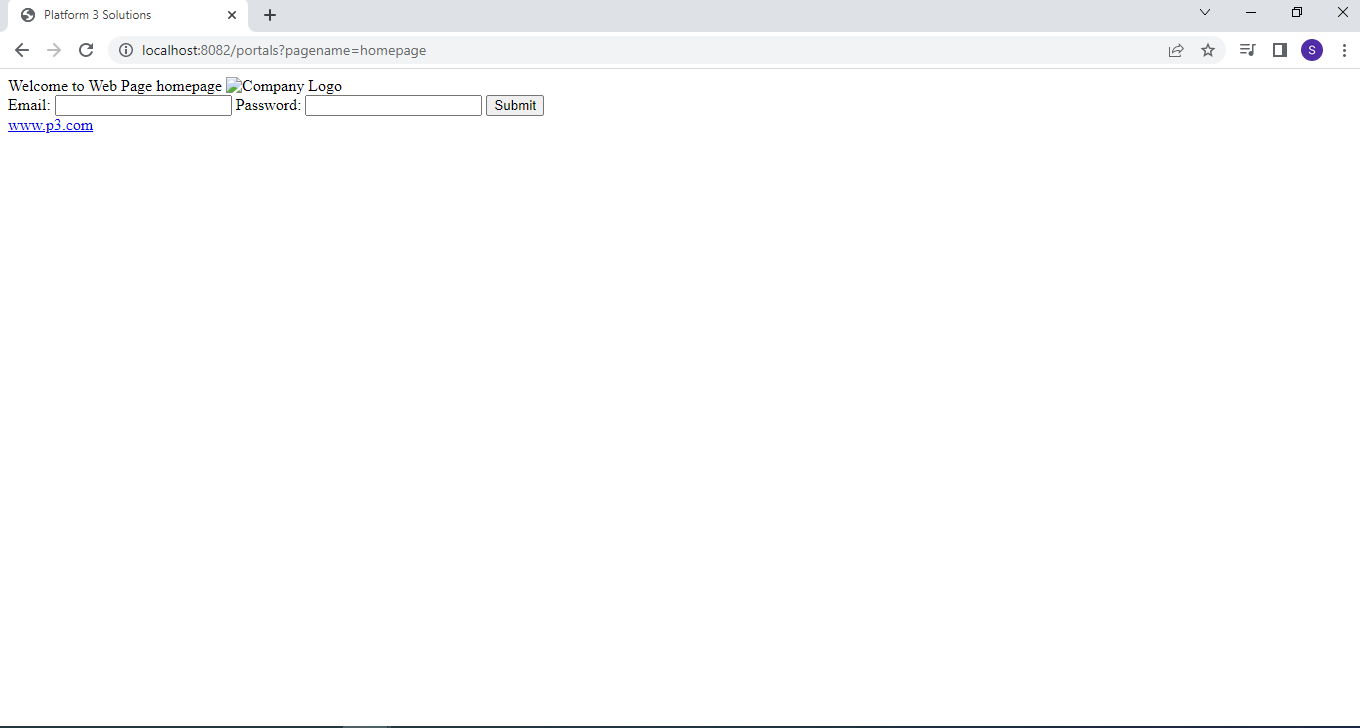 Platform 3 Solutions
localhost:8082/portals?pagename=homepage
S
Welcome to Web Page homepage Company Logo
Email: Password: Submit
www.p3.com